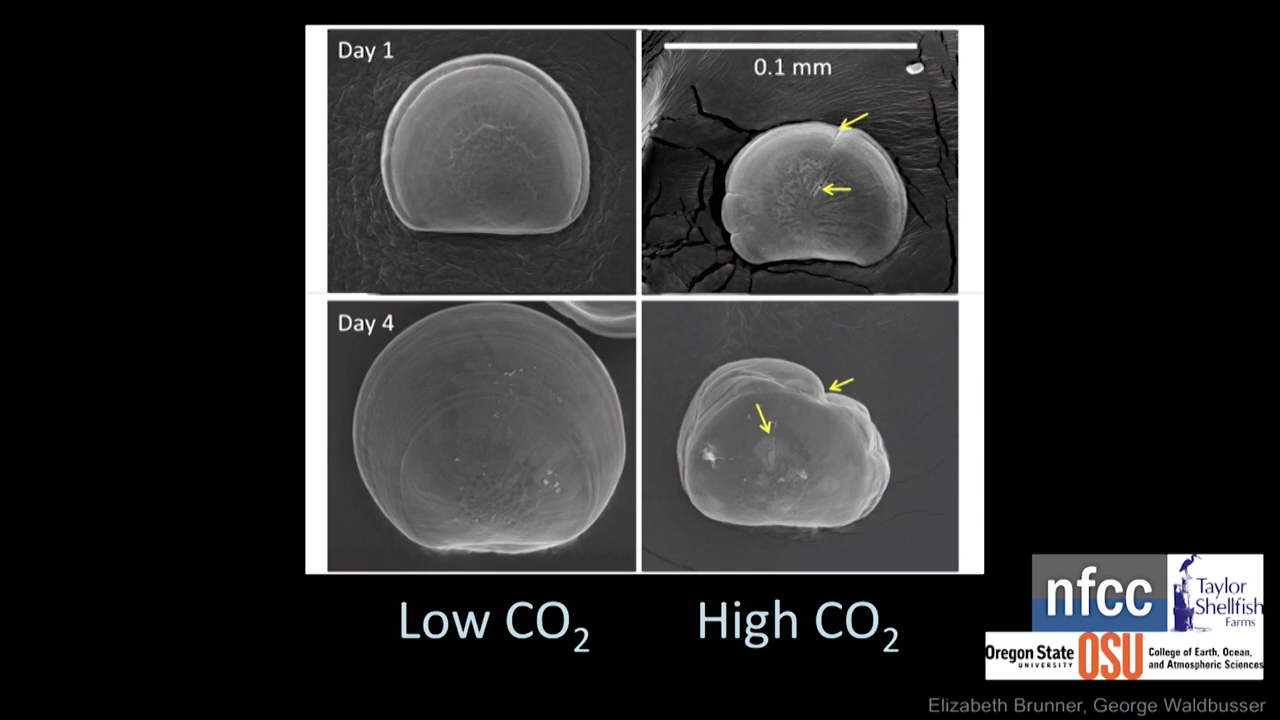 Day 1
0.1 mm
Day 4
Low CO₂
High CO₂
nfcc
Taylor
Shellfish
Farms
Oregon State
UNIVERSITY
OSU
College of Earth, Ocean,
and Atmospheric Sciences
Elizabeth Brunner, George Waldbusser